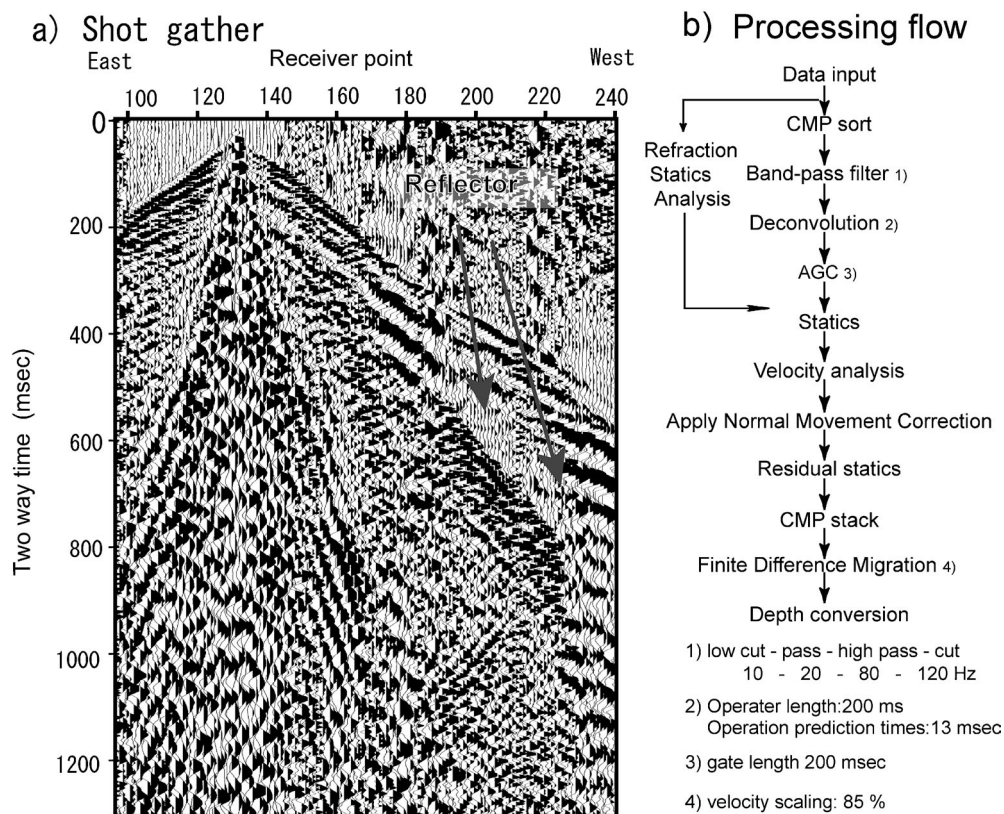 a) Shot gather
East
Receiver point
West
100 120 140 160 180 200 220 240
Two way time (msec)
0
200
400
600
800
1000
1200
Reflector
b) Processing flow
Data input
CMP sort
Refraction
Statics
Analysis
Band-pass filter 1)
Deconvolution 2)
AGC 3)
Statics
Velocity analysis
Apply Normal Movement Correction
Residual statics
CMP stack
Finite Difference Migration 4)
Depth conversion
1) low cut - pass - high pass - cut
10 - 20 - 80 - 120 Hz
2) Operater length:200 ms
Operation prediction times:13 msec
3) gate length 200 msec
4) velocity scaling: 85 %